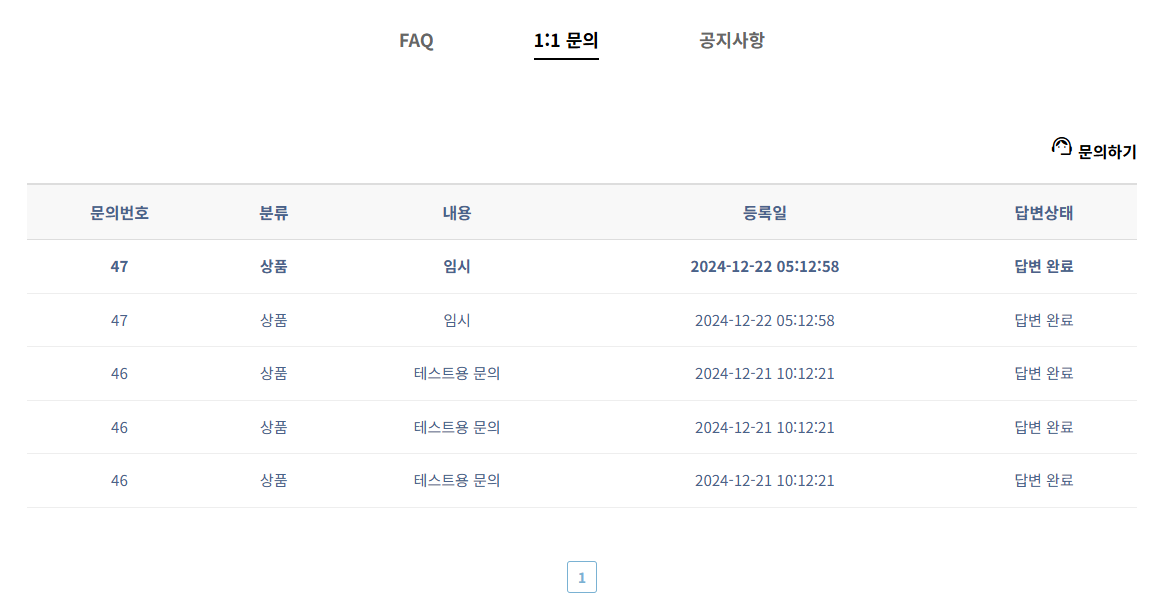 FAQ 1:1 문의 공지사항
문의하기
문의번호 분류 내용 등록일 답변상태
47 상품 임시 2024-12-22 05:12:58 답변 완료
47 상품 임시 2024-12-22 05:12:58 답변 완료
46 상품 테스트용 문의 2024-12-21 10:12:21 답변 완료
46 상품 테스트용 문의 2024-12-21 10:12:21 답변 완료
46 상품 테스트용 문의 2024-12-21 10:12:21 답변 완료
1